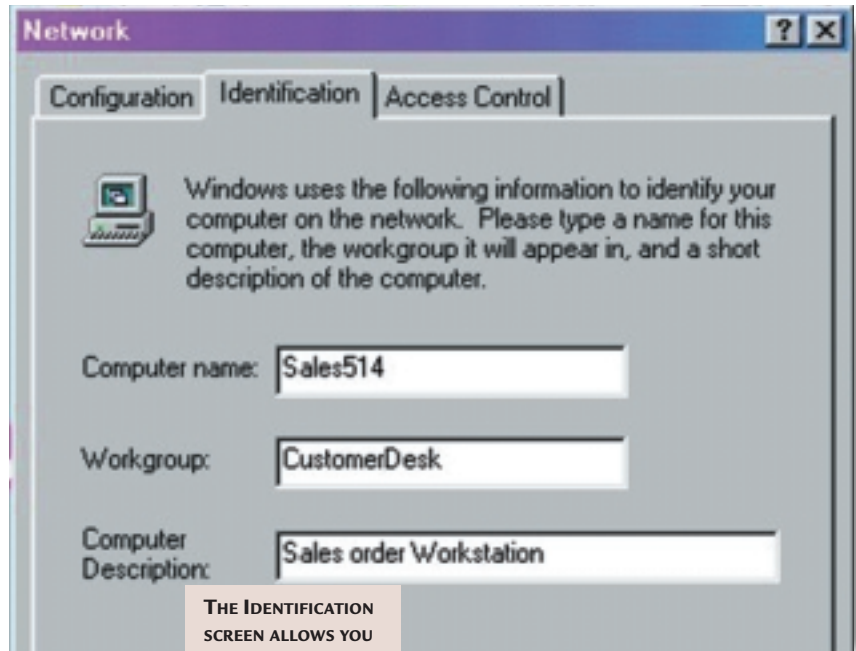 Network
Configuration Identification Access Control
Windows uses the following information to identify your
computer on the network. Please type a name for this
computer, the workgroup it will appear in, and a short
description of the computer.
Computer name: Sales514
Workgroup: CustomerDesk
Computer
Description: Sales order Workstation
THE IDENTIFICATION
SCREEN ALLOWS YOU